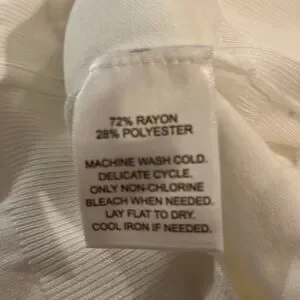 72% RAYON
28% POLYESTER
MACHINE WASH COLD.
DELICATE CYCLE.
ONLY NON-CHLORINE
BLEACH WHEN NEEDED.
LAY FLAT TO DRY.
COOL IRON IF NEEDED.